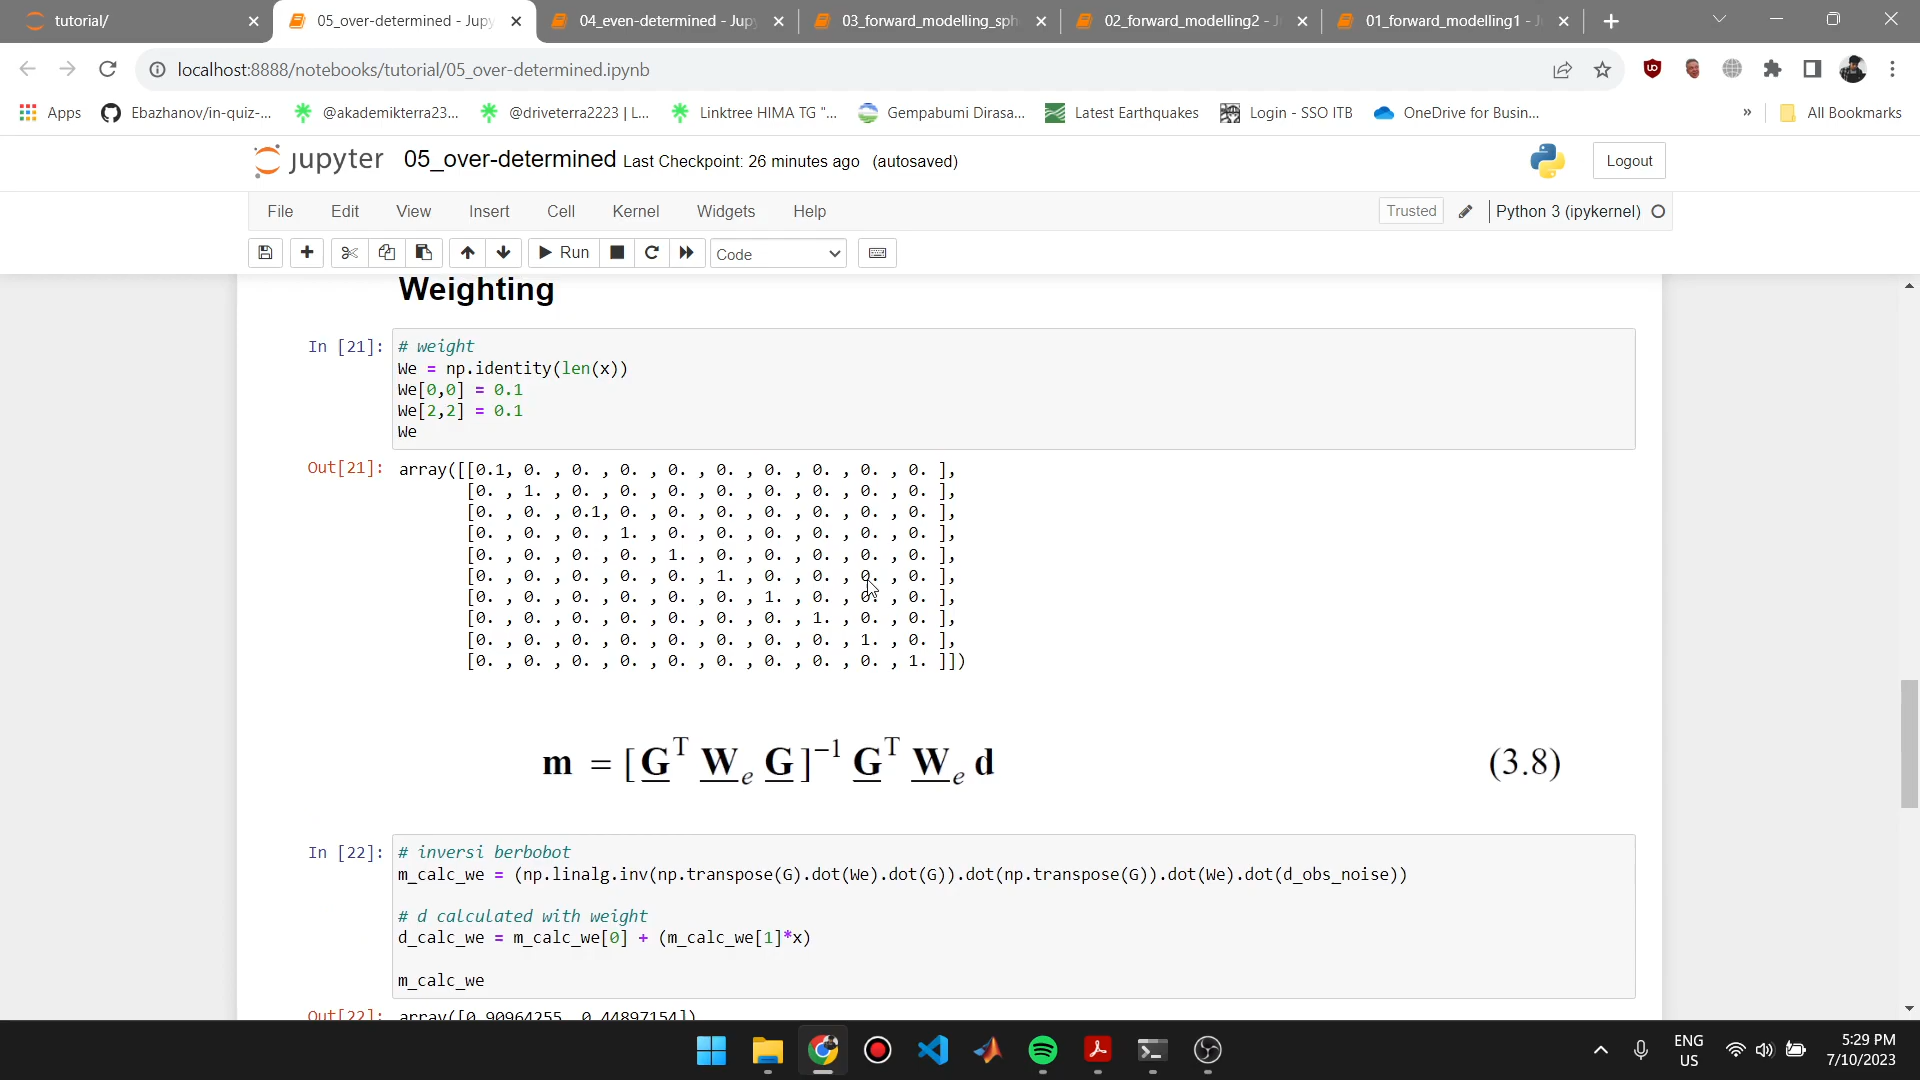 tutorial/
05_over-determined - Jupy
04_even-determined - Jup
03_forward_modelling_sph
02_forward_modelling2 - J
01_forward_modelling1 - J
localhost:8888/notebooks/tutorial/05_over-determined.ipynb
Apps
Ebazhanov/in-quiz-...
@akademikterra23...
@driveterra2223 | L...
Linktree HIMA TG "...
Gempabumi Dirasa...
Latest Earthquakes
Login - SSO ITB
OneDrive for Busin...
»
All Bookmarks
jupyter 05_over-determined Last Checkpoint: 26 minutes ago (autosaved)
Logout
File Edit View Insert Cell Kernel Widgets Help
Trusted
Python 3 (ipykernel)
Run
Code
Weighting
In [21]: # weight
We = np.identity(len(x))
We[0,0] = 0.1
We[2,2] = 0.1
We
Out[21]: array([[0.1, 0. , 0. , 0. , 0. , 0. , 0. , 0. , 0. , 0. ],
[0. , 1. , 0. , 0. , 0. , 0. , 0. , 0. , 0. , 0. ],
[0. , 0. , 0.1, 0. , 0. , 0. , 0. , 0. , 0. , 0. ],
[0. , 0. , 0. , 1. , 0. , 0. , 0. , 0. , 0. , 0. ],
[0. , 0. , 0. , 0. , 1. , 0. , 0. , 0. , 0. , 0. ],
[0. , 0. , 0. , 0. , 0. , 1. , 0. , 0. , 0. , 0. ],
[0. , 0. , 0. , 0. , 0. , 0. , 1. , 0. , 0. , 0. ],
[0. , 0. , 0. , 0. , 0. , 0. , 0. , 1. , 0. , 0. ],
[0. , 0. , 0. , 0. , 0. , 0. , 0. , 0. , 1. , 0. ],
[0. , 0. , 0. , 0. , 0. , 0. , 0. , 0. , 0. , 1. ]])
m = [G^T W_e G]^−1 G^T W_e d (3.8)
In [22]: # inversi berbobot
m_calc_we = (np.linalg.inv(np.transpose(G).dot(We).dot(G)).dot(np.transpose(G)).dot(We).dot(d_obs_noise))
# d calculated with weight
d_calc_we = m_calc_we[0] + (m_calc_we[1]*x)
m_calc_we
Out[22]: array([0.90964255, 0.44897154])
UO
ENG
US
5:29 PM
7/10/2023